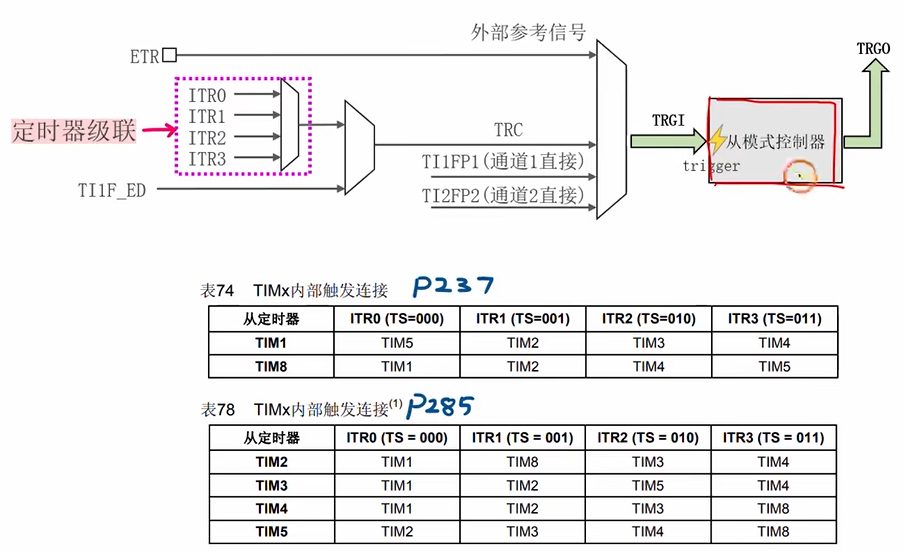 外部参考信号
TRGO
ETR
ITR0
ITR1
ITR2
ITR3
定时器级联
TRC
TRGI
从模式控制器
trigger
TI1FP1(通道1直接)
TI1F_ED
TI2FP2(通道2直接)
表74 TIMx内部触发连接 P237
从定时器 ITR0 (TS=000) ITR1 (TS=001) ITR2 (TS=010) ITR3 (TS=011)
TIM1 TIM5 TIM2 TIM3 TIM4
TIM8 TIM1 TIM2 TIM4 TIM5
表78 TIMx内部触发连接(1) P285
从定时器 ITR0 (TS = 000) ITR1 (TS = 001) ITR2 (TS = 010) ITR3 (TS = 011)
TIM2 TIM1 TIM8 TIM3 TIM4
TIM3 TIM1 TIM2 TIM5 TIM4
TIM4 TIM1 TIM2 TIM3 TIM8
TIM5 TIM2 TIM3 TIM4 TIM8